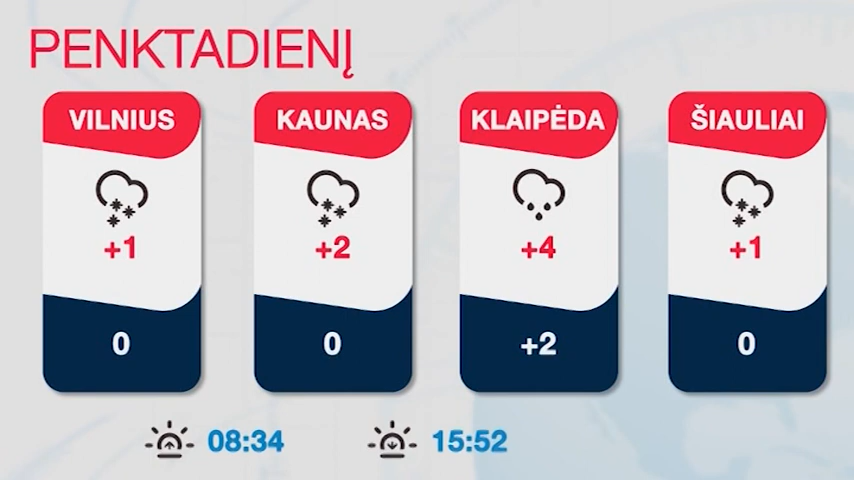 PENKTADIENĮ
VILNIUS KAUNAS KLAIPĖDA ŠIAULIAI
+1 +2 +4 +1
0 0 +2 0
08:34 15:52